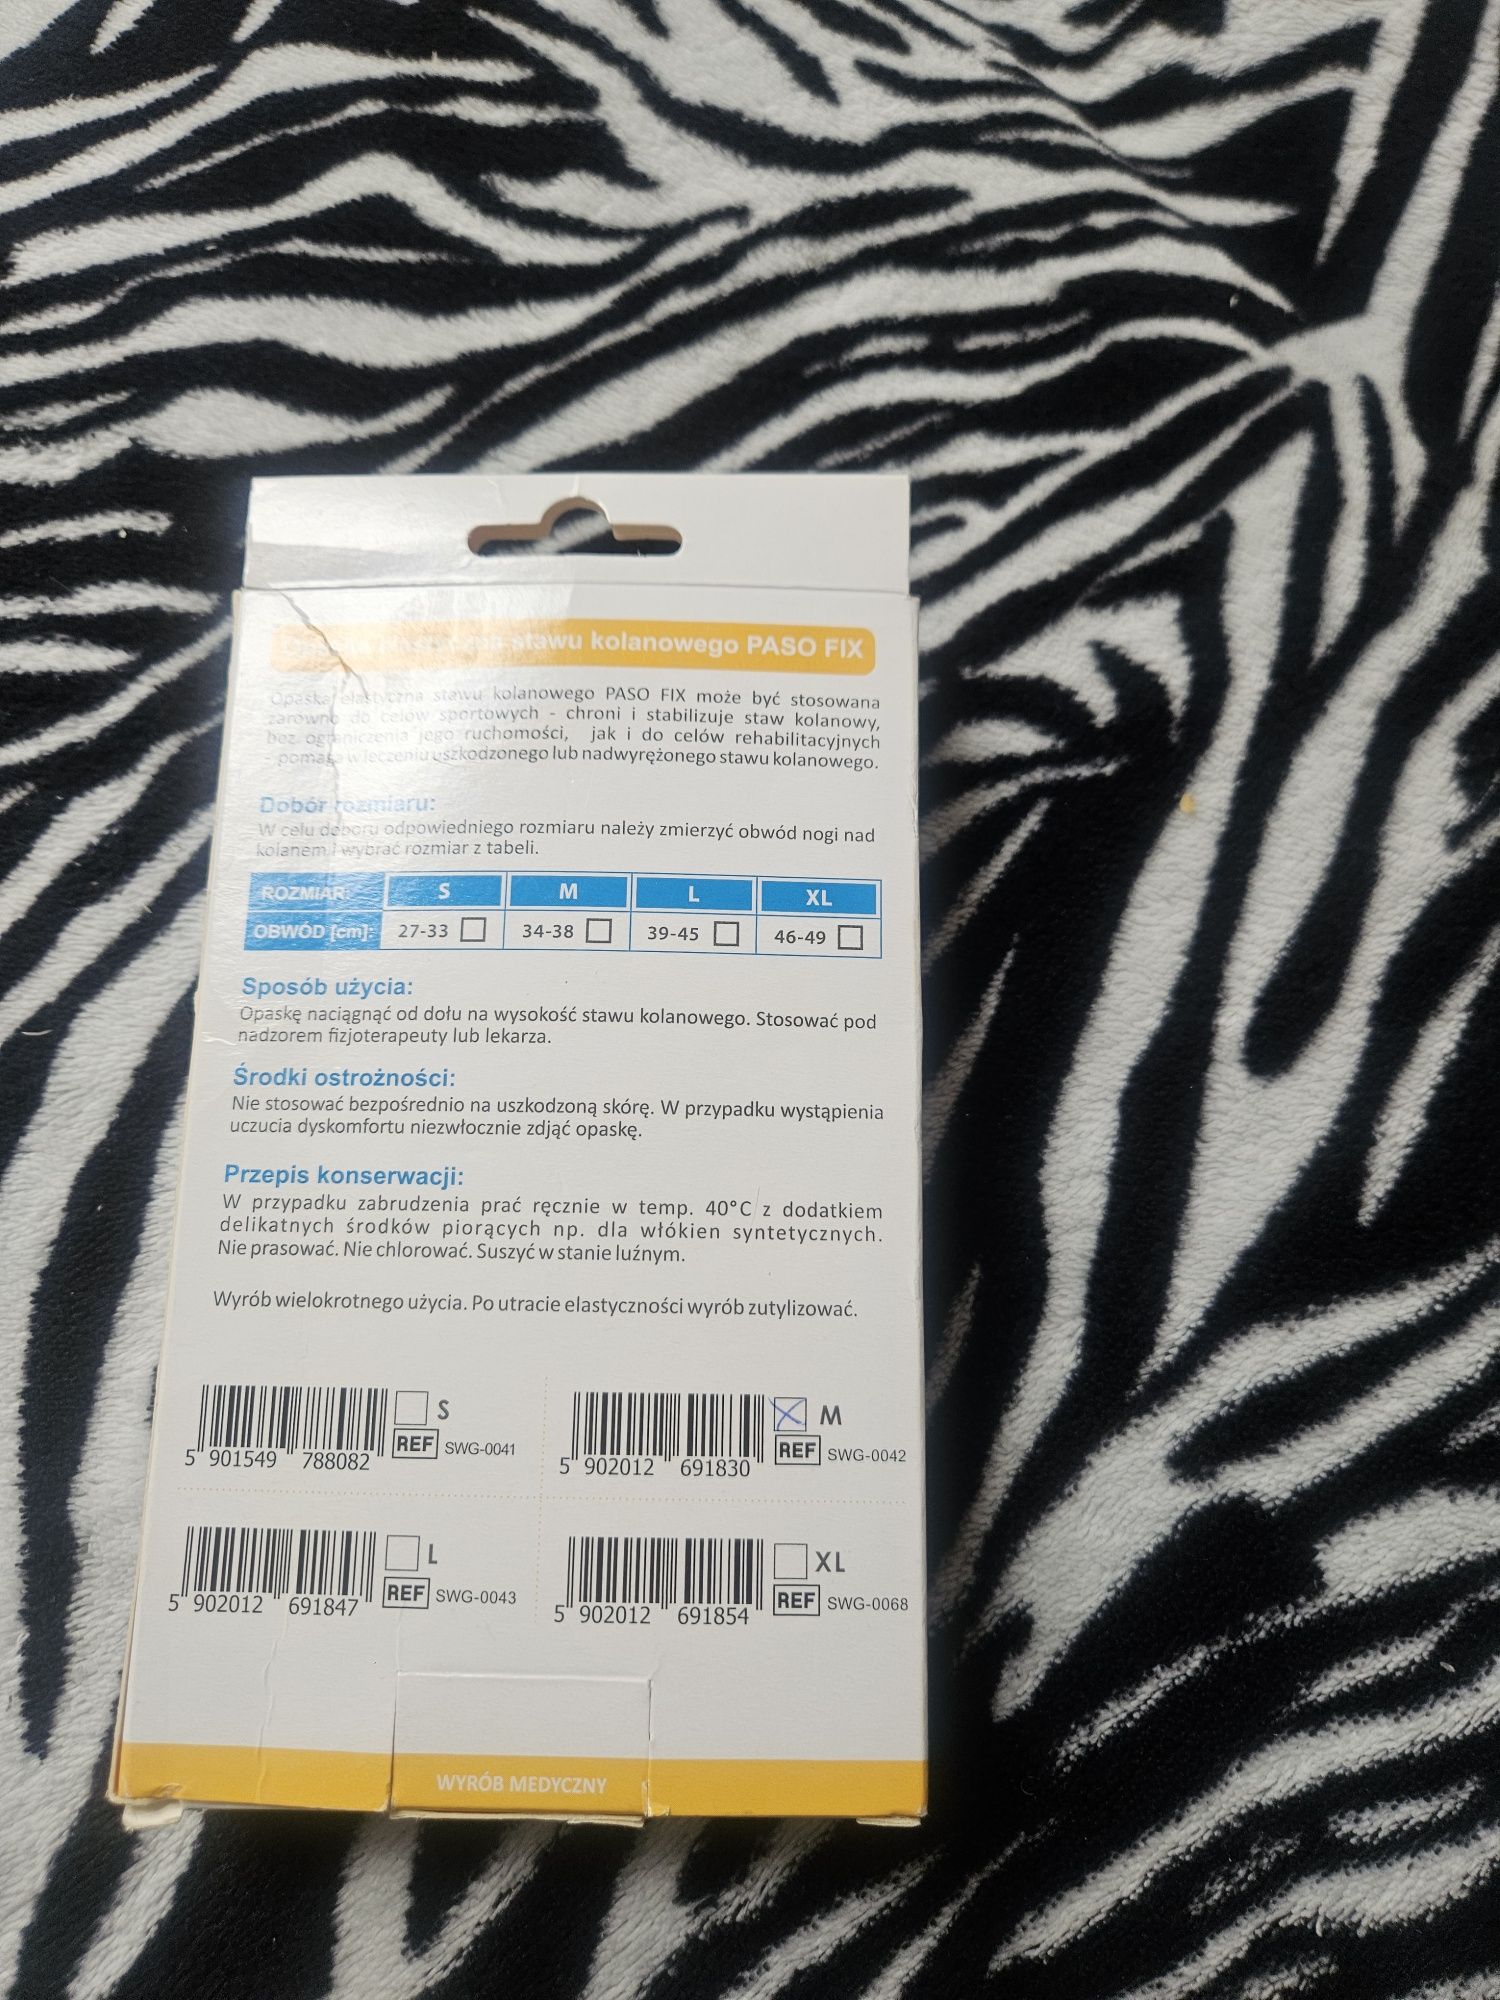 Opaska elastyczna stawu kolanowego PASO FIX
Opaska elastyczna stawu kolanowego PASO FIX może być stosowana
zarówno do celów sportowych - chroni i stabilizuje staw kolanowy,
bez ograniczenia jego ruchomości, jak i do celów rehabilitacyjnych
- pomaga w leczeniu uszkodzonego lub nadwyrężonego stawu kolanowego.
Dobór rozmiaru:
W celu doboru odpowiedniego rozmiaru należy zmierzyć obwód nogi nad
kolanem i wybrać rozmiar z tabeli.
ROZMIAR: S M L XL
OBWÓD [cm]: 27-33 34-38 39-45 46-49
Sposób użycia:
Opaskę naciągnąć od dołu na wysokość stawu kolanowego. Stosować pod
nadzorem fizjoterapeuty lub lekarza.
Środki ostrożności:
Nie stosować bezpośrednio na uszkodzoną skórę. W przypadku wystąpienia
uczucia dyskomfortu niezwłocznie zdjąć opaskę.
Przepis konserwacji:
W przypadku zabrudzenia prać ręcznie w temp. 40°C z dodatkiem
delikatnych środków piorących np. dla włókien syntetycznych.
Nie prasować. Nie chlorować. Suszyć w stanie luźnym.
Wyrób wielokrotnego użycia. Po utracie elastyczności wyrób zutylizować.
S
REF SWG-0041
5 901549 788082
M
REF SWG-0042
5 902012 691830
L
REF SWG-0043
5 902012 691847
XL
REF SWG-0068
5 902012 691854
WYRÓB MEDYCZNY